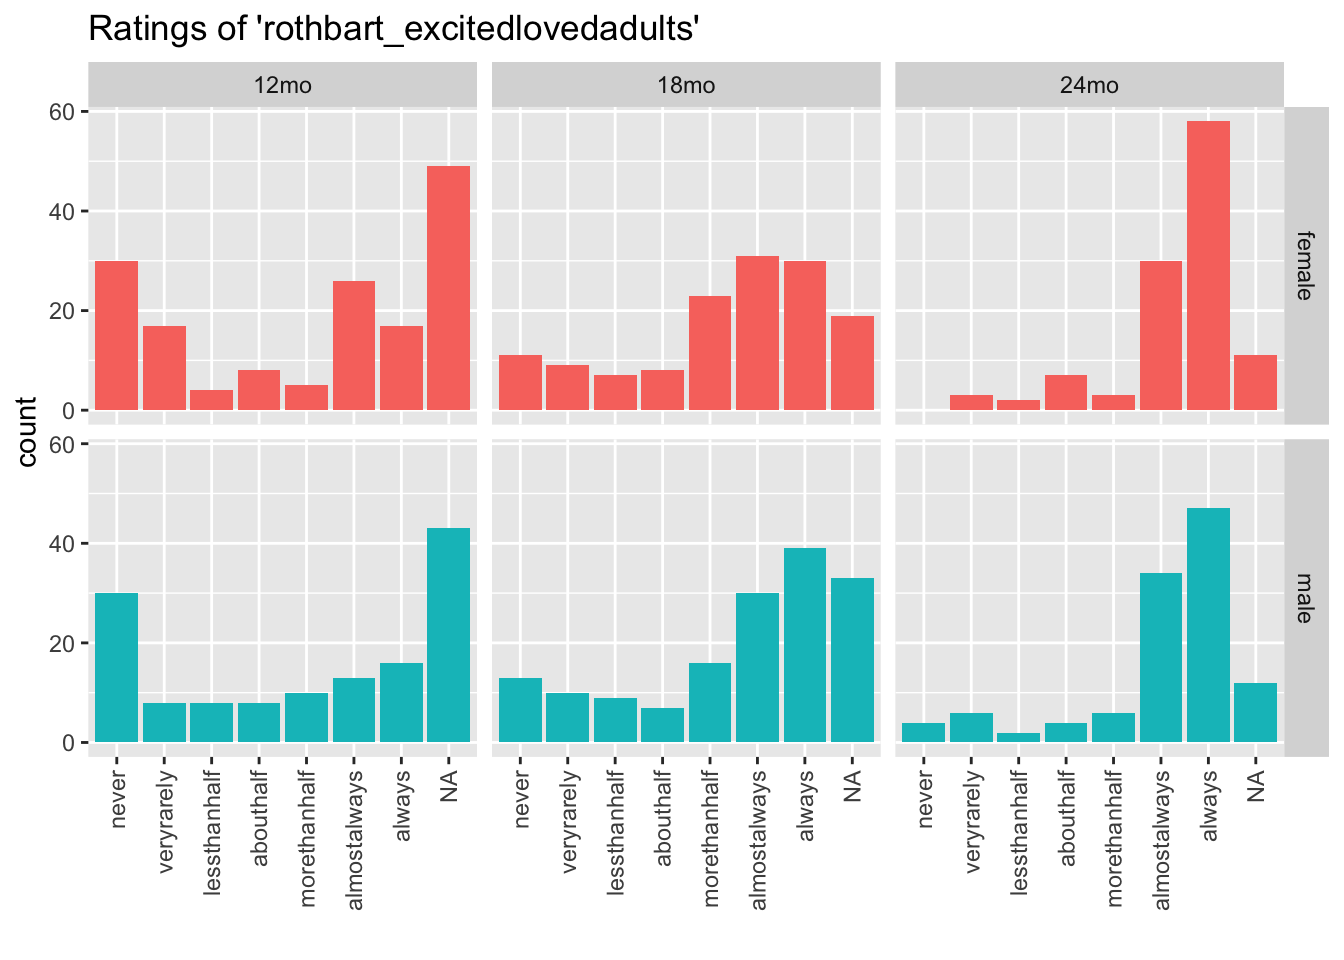 Ratings of 'rothbart_excitedlovedadults'
12mo 18mo 24mo
60
40
20
0
female
count
60
40
20
0
male
never veryrarely lessthanhalf abouthalf morethanhalf almostalways always NA never veryrarely lessthanhalf abouthalf morethanhalf almostalways always NA never veryrarely lessthanhalf abouthalf morethanhalf almostalways always NA